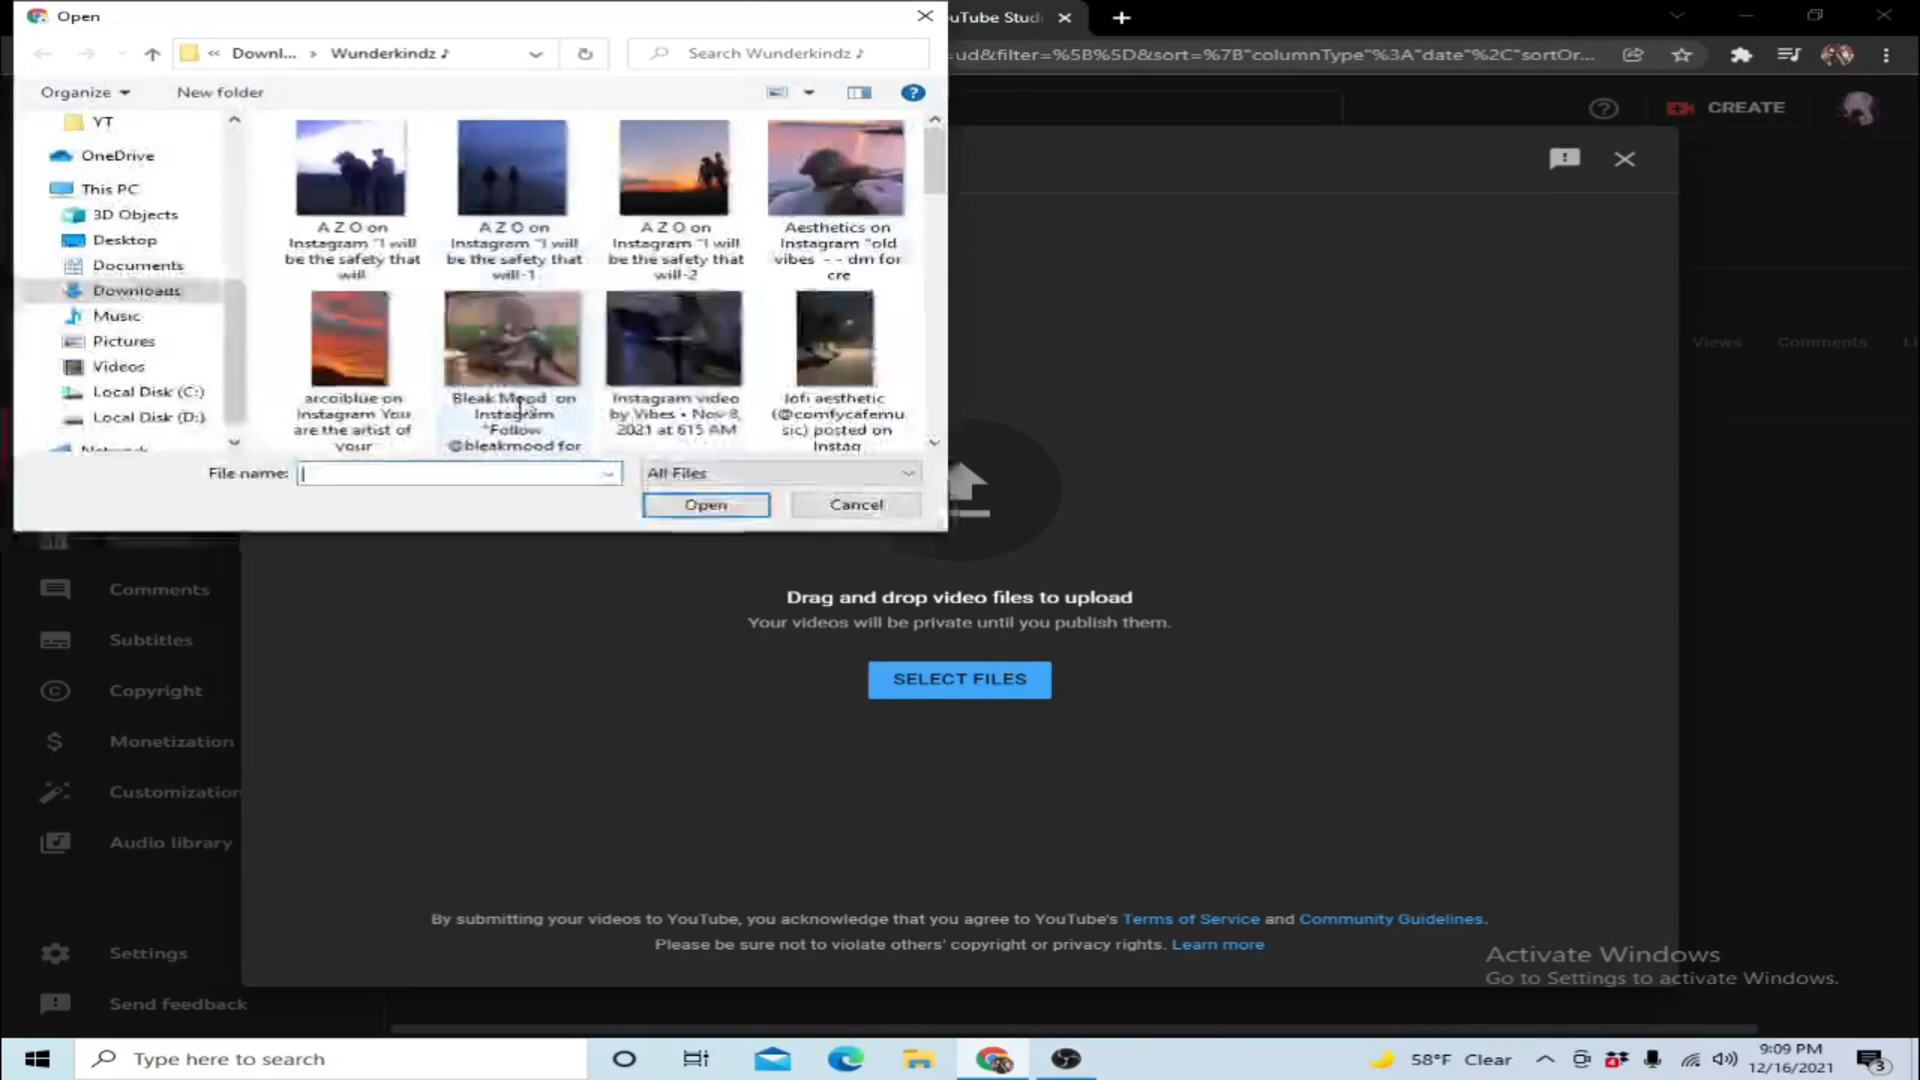 Open
uTube Studi
« Downl... › Wunderkindz ♪
Search Wunderkindz ♪
=ud&filter=%5B%5D&sort=%7B"columnType"%3A"date"%2C"sortOr...
Organize
New folder
CREATE
YT
OneDrive
This PC
3D Objects
Desktop
Documents
Downloads
Music
Pictures
Videos
Local Disk (C:)
Local Disk (D:)
Network
A Z O on
Instagram "I will
be the safety that
will
A Z O on
Instagram "I will
be the safety that
will-1
A Z O on
Instagram "I will
be the safety that
will-2
Aesthetics on
Instagram "old
vibes - - dm for
cre
arcoiblue on
Instagram You
are the artist of
your
Bleak Mood on
Instagram
"Follow
@bleakmood for
Instagram video
by Vibes • Nov 8,
2021 at 615 AM
lofi aesthetic
(@comfycafemu
sic) posted on
Instag
Views
Comments
Li
File name:
All Files
Open
Cancel
Comments
Subtitles
Copyright
Monetization
Customization
Audio library
Settings
Send feedback
Drag and drop video files to upload
Your videos will be private until you publish them.
SELECT FILES
By submitting your videos to YouTube, you acknowledge that you agree to YouTube's Terms of Service and Community Guidelines.
Please be sure not to violate others' copyright or privacy rights. Learn more
Activate Windows
Go to Settings to activate Windows.
Type here to search
58°F Clear
9:09 PM
12/16/2021
3